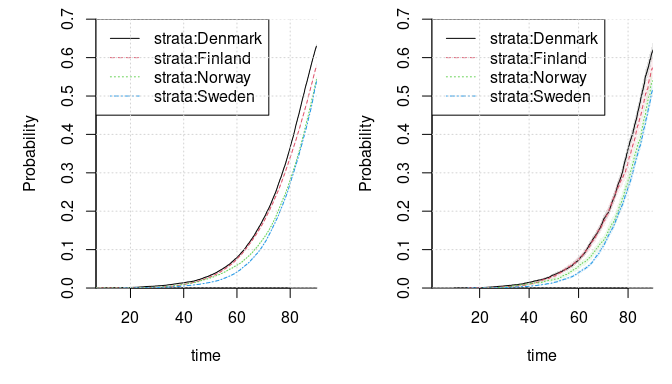 0.7
0.6
0.5
0.4
0.3
0.2
0.1
0.0
Probability
strata:Denmark
strata:Finland
strata:Norway
strata:Sweden
20 40 60 80
time
0.7
0.6
0.5
0.4
0.3
0.2
0.1
0.0
Probability
strata:Denmark
strata:Finland
strata:Norway
strata:Sweden
20 40 60 80
time